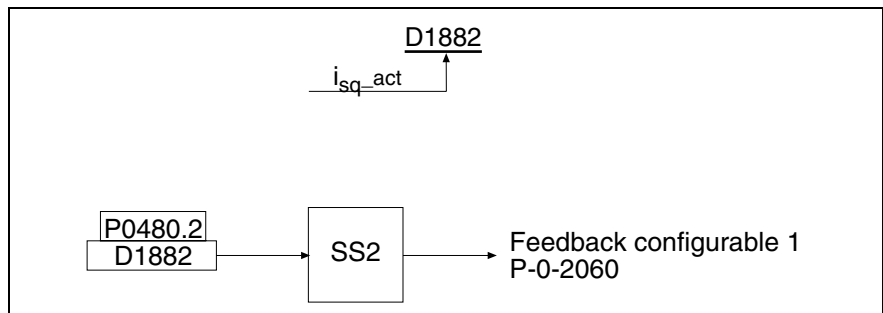 D1882
isq_act
P0480.2
D1882
SS2
Feedback configurable 1
P-0-2060